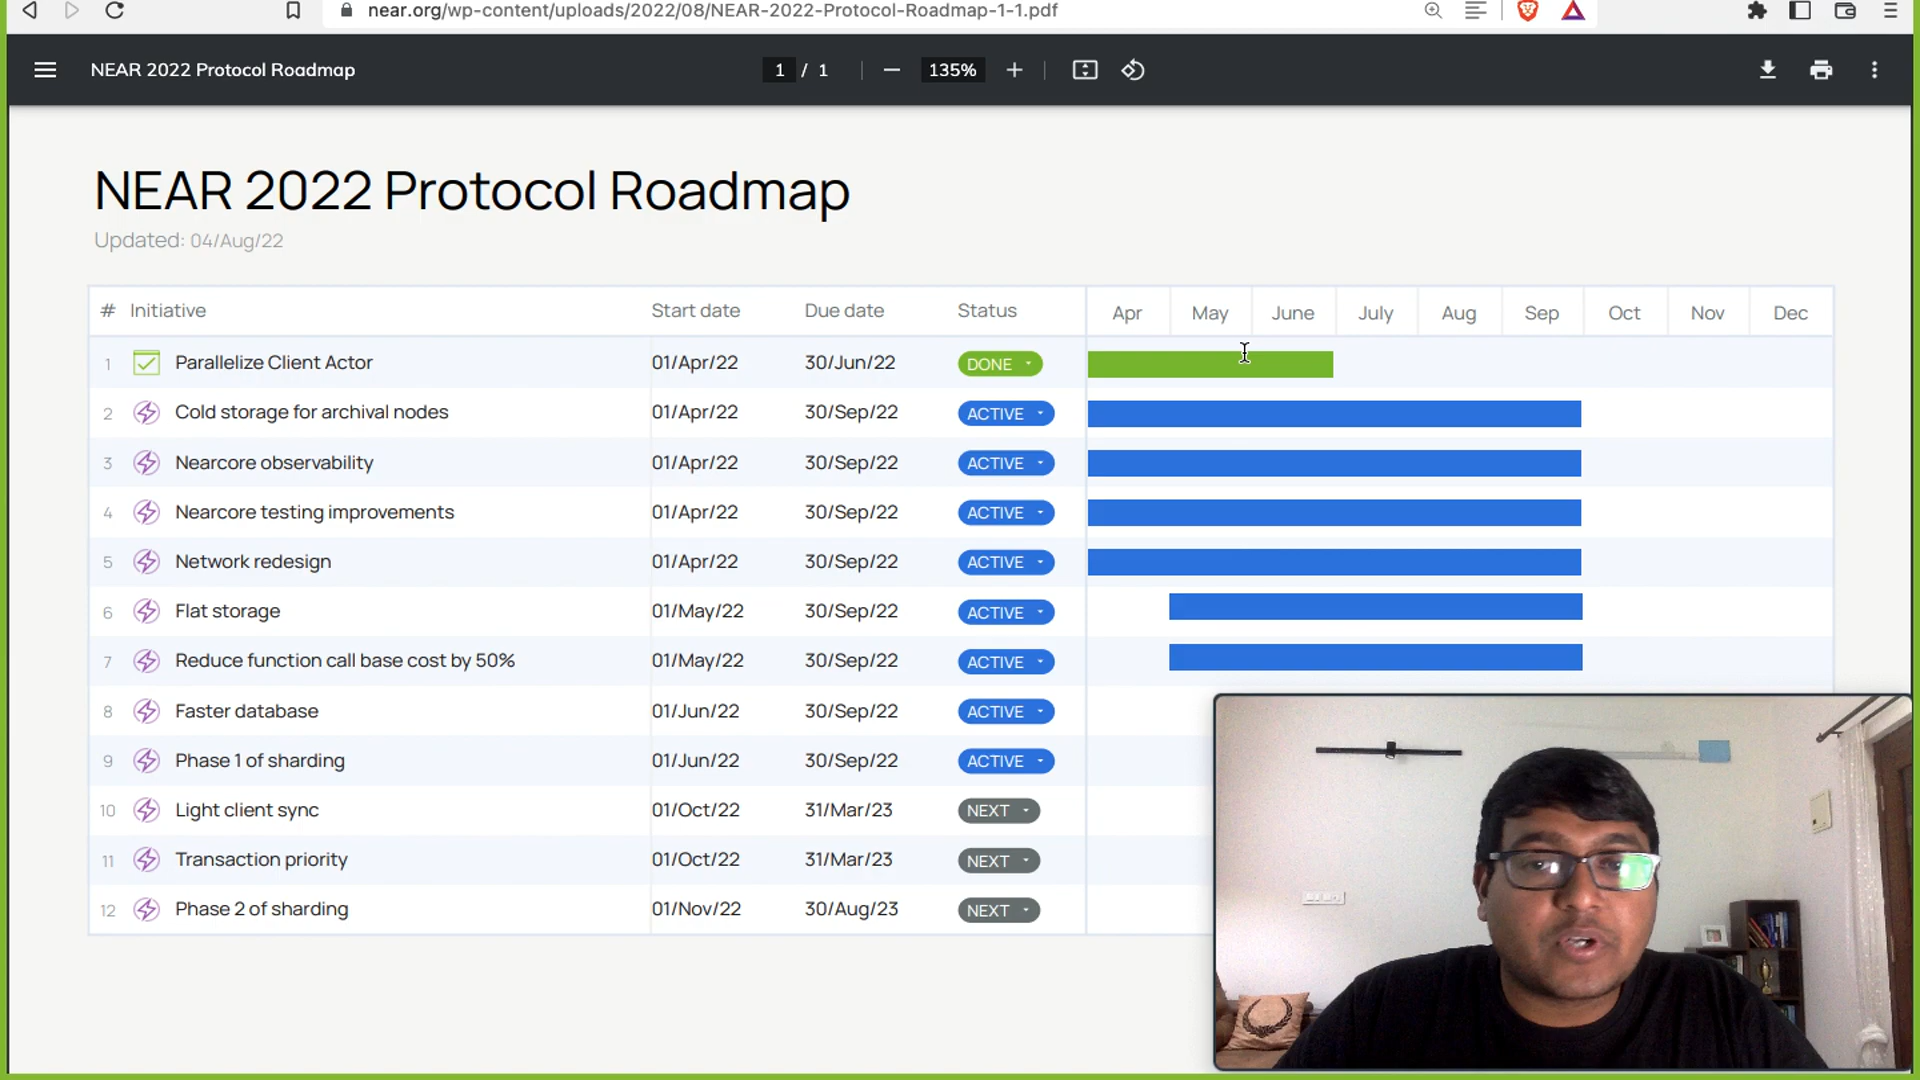 near.org/wp-content/uploads/2022/08/NEAR-2022-Protocol-Roadmap-1-1.pdf
NEAR 2022 Protocol Roadmap 1 / 1 135%
NEAR 2022 Protocol Roadmap
Updated: 04/Aug/22
# Initiative Start date Due date Status Apr May June July Aug Sep Oct Nov Dec
1 Parallelize Client Actor 01/Apr/22 30/Jun/22 DONE
2 Cold storage for archival nodes 01/Apr/22 30/Sep/22 ACTIVE
3 Nearcore observability 01/Apr/22 30/Sep/22 ACTIVE
4 Nearcore testing improvements 01/Apr/22 30/Sep/22 ACTIVE
5 Network redesign 01/Apr/22 30/Sep/22 ACTIVE
6 Flat storage 01/May/22 30/Sep/22 ACTIVE
7 Reduce function call base cost by 50% 01/May/22 30/Sep/22 ACTIVE
8 Faster database 01/Jun/22 30/Sep/22 ACTIVE
9 Phase 1 of sharding 01/Jun/22 30/Sep/22 ACTIVE
10 Light client sync 01/Oct/22 31/Mar/23 NEXT
11 Transaction priority 01/Oct/22 31/Mar/23 NEXT
12 Phase 2 of sharding 01/Nov/22 30/Aug/23 NEXT